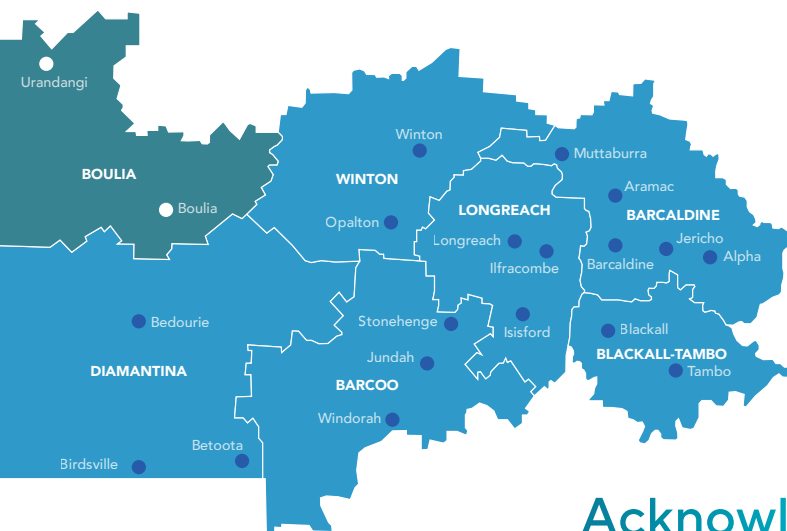 Urandangi
BOULIA
Boulia
Winton
WINTON
Opalton
Muttaburra
Aramac
BARCALDINE
LONGREACH
Longreach
Ilfracombe
Isisford
Barcaldine
Jericho
Alpha
Bedourie
DIAMANTINA
Betoota
Birdsville
Stonehenge
Jundah
BARCOO
Windorah
Blackall
BLACKALL-TAMBO
Tambo
Acknowl